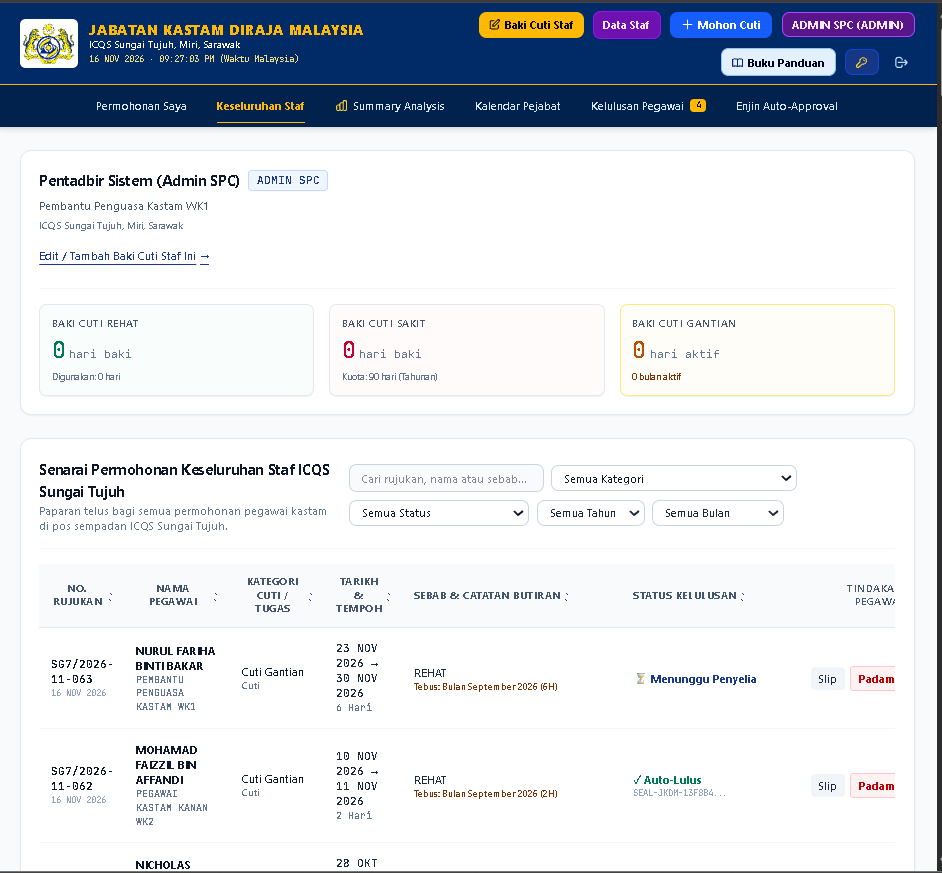 JABATAN KASTAM DIRAJA MALAYSIA
ICQS Sungai Tujuh, Miri, Sarawak
16 NOV 2026 · 09:27:03 PM (Waktu Malaysia)
Baki Cuti Staf
Data Staf
+ Mohon Cuti
ADMIN SPC (ADMIN)
Buku Panduan
Permohonan Saya
Keseluruhan Staf
Summary Analysis
Kalendar Pejabat
Kelulusan Pegawai 4
Enjin Auto-Approval
Pentadbir Sistem (Admin SPC) ADMIN SPC
Pembantu Penguasa Kastam WK1
ICQS Sungai Tujuh, Miri, Sarawak
Edit / Tambah Baki Cuti Staf Ini →
BAKI CUTI REHAT
0 hari baki
Digunakan: 0 hari
BAKI CUTI SAKIT
0 hari baki
Kuota: 90 hari (Tahunan)
BAKI CUTI GANTIAN
0 hari aktif
0 bulan aktif
Senarai Permohonan Keseluruhan Staf ICQS
Sungai Tujuh
Paparan telus bagi semua permohonan pegawai kastam
di pos sempadan ICQS Sungai Tujuh.
Cari rujukan, nama atau sebab...
Semua Kategori
Semua Status
Semua Tahun
Semua Bulan
NO.
RUJUKAN
NAMA
PEGAWAI
KATEGORI
CUTI /
TUGAS
TARIKH
&
TEMPOH
SEBAB & CATATAN BUTIRAN
STATUS KELULUSAN
TINDAKA
PEGAWA
SG7/2026-
11-063
16 NOV 2026
NURUL FARIHA
BINTI BAKAR
PEMBANTU
PENGUASA
KASTAM WK1
Cuti Gantian
Cuti
23 NOV
2026 →
30 NOV
2026
6 Hari
REHAT
Tebus: Bulan September 2026 (6H)
⏳ Menunggu Penyelia
Slip
Padam
SG7/2026-
11-062
16 NOV 2026
MOHAMAD
FAIZZIL BIN
AFFANDI
PEGAWAI
KASTAM KANAN
WK2
Cuti Gantian
Cuti
10 NOV
2026 →
11 NOV
2026
2 Hari
REHAT
Tebus: Bulan September 2026 (2H)
✓ Auto-Lulus
SEAL-JKDM-13F8B4...
Slip
Padam
NICHOLAS
28 OKT